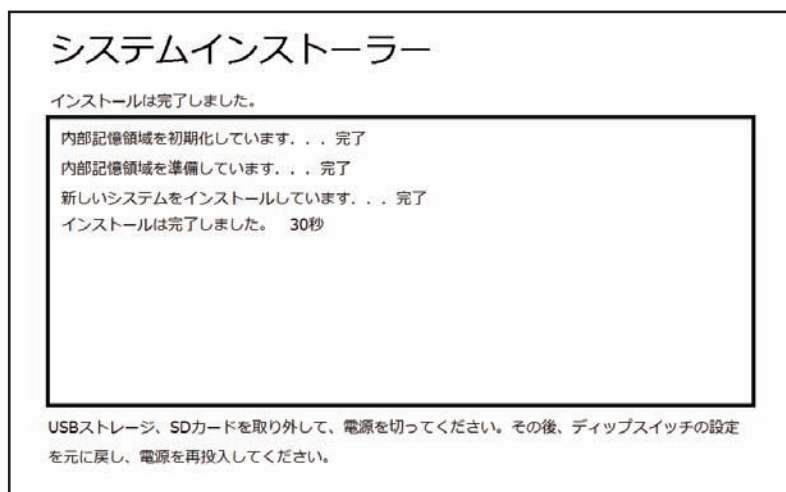 システムインストーラー
インストールは完了しました。
内部記憶領域を初期化しています．．．完了
内部記憶領域を準備しています．．．完了
新しいシステムをインストールしています．．．完了
インストールは完了しました。　30秒
USBストレージ、SDカードを取り外して、電源を切ってください。その後、ディップスイッチの設定
を元に戻し、電源を再投入してください。